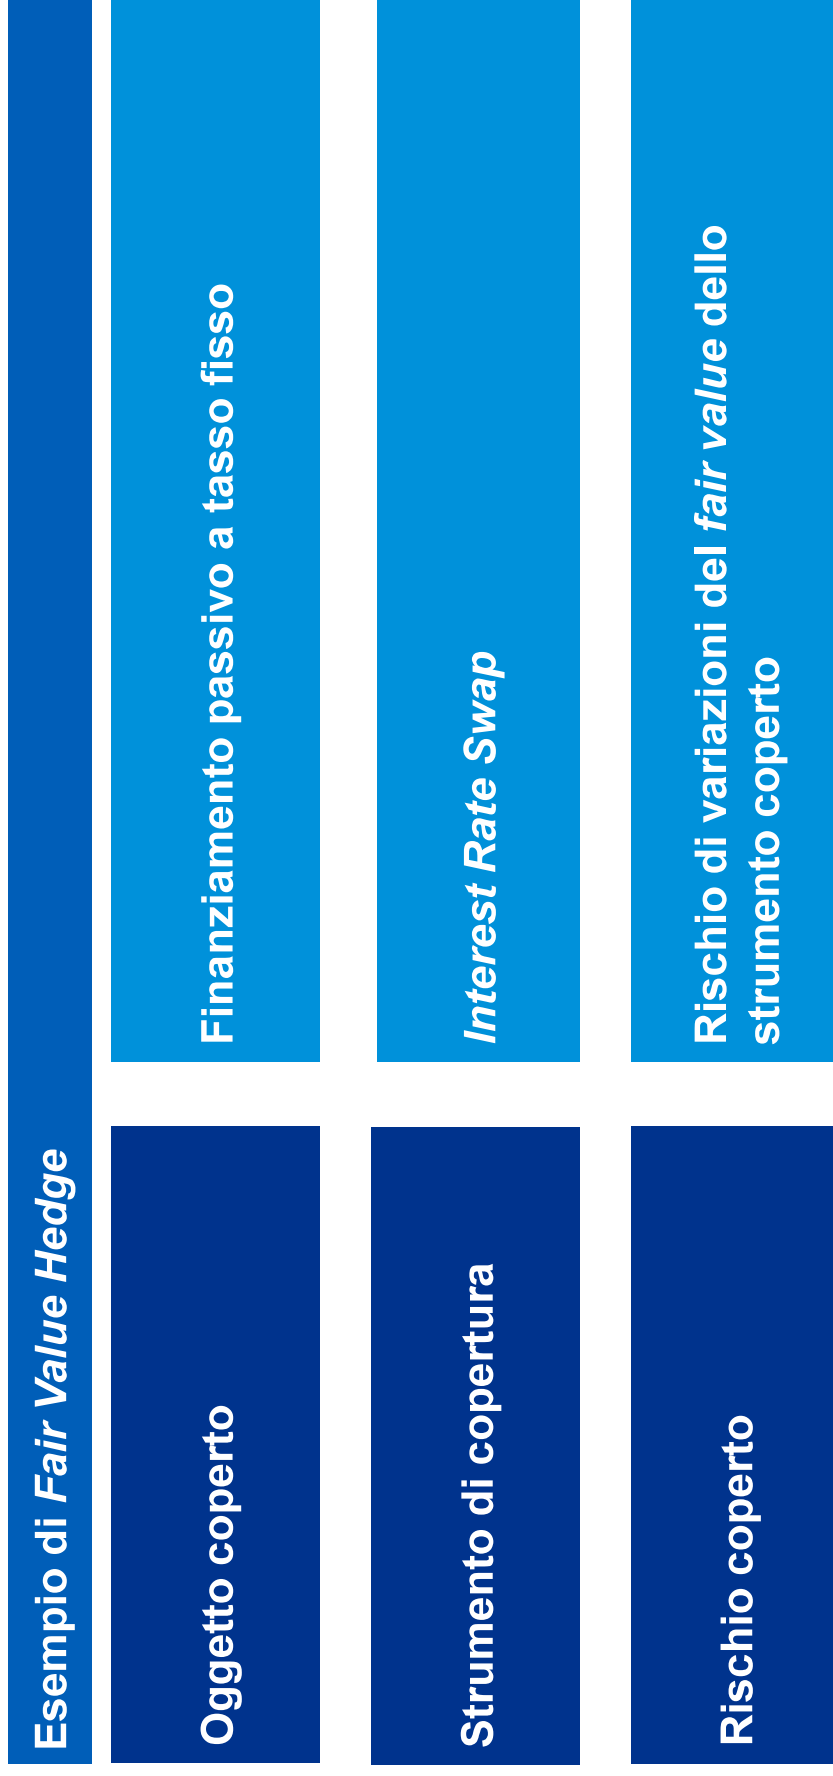 Esempio di Fair Value Hedge
Oggetto coperto
Finanziamento passivo a tasso fisso
Strumento di copertura
Interest Rate Swap
Rischio coperto
Rischio di variazioni del fair value dello
strumento coperto